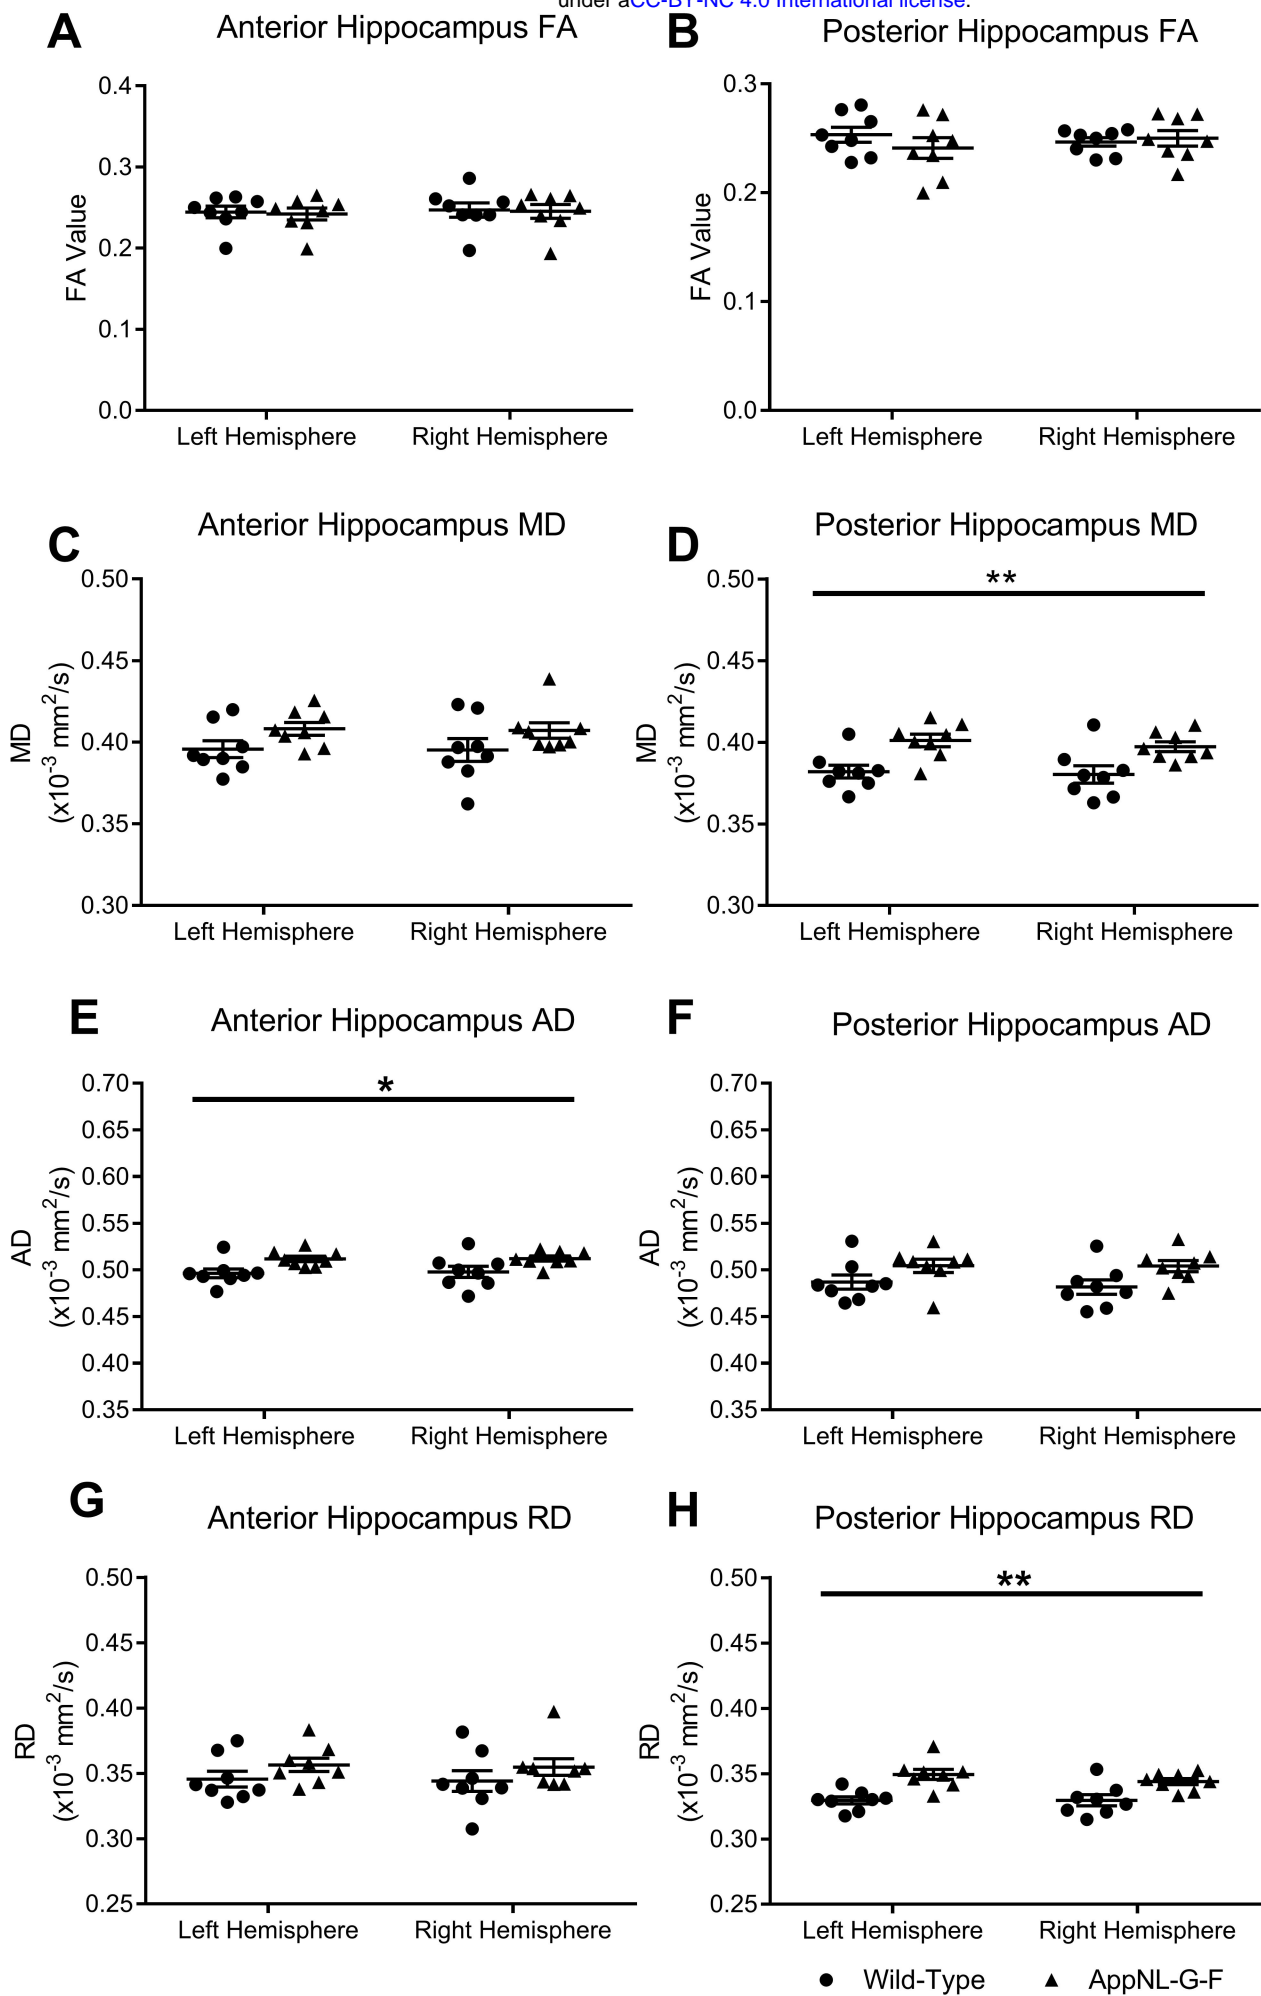 under aCC-BY-NC 4.0 International license.
A Anterior Hippocampus FA
0.4
0.3
0.2
0.1
0.0
FA Value
Left Hemisphere Right Hemisphere
B Posterior Hippocampus FA
0.3
0.2
0.1
0.0
FA Value
Left Hemisphere Right Hemisphere
C Anterior Hippocampus MD
0.50
0.45
0.40
0.35
0.30
MD
(x10-3 mm2/s)
Left Hemisphere Right Hemisphere
D Posterior Hippocampus MD
**
0.50
0.45
0.40
0.35
0.30
MD
(x10-3 mm2/s)
Left Hemisphere Right Hemisphere
E Anterior Hippocampus AD
*
0.70
0.65
0.60
0.55
0.50
0.45
0.40
0.35
AD
(x10-3 mm2/s)
Left Hemisphere Right Hemisphere
F Posterior Hippocampus AD
0.70
0.65
0.60
0.55
0.50
0.45
0.40
0.35
AD
(x10-3 mm2/s)
Left Hemisphere Right Hemisphere
G Anterior Hippocampus RD
0.50
0.45
0.40
0.35
0.30
0.25
RD
(x10-3 mm2/s)
Left Hemisphere Right Hemisphere
H Posterior Hippocampus RD
**
0.50
0.45
0.40
0.35
0.30
0.25
RD
(x10-3 mm2/s)
Left Hemisphere Right Hemisphere
Wild-Type AppNL-G-F